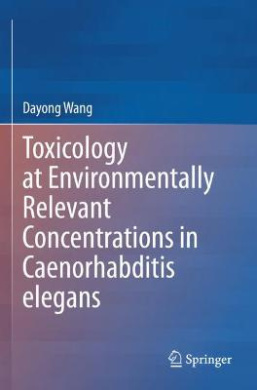 Dayong Wang
Toxicology
at Environmentally
Relevant
Concentrations in
Caenorhabditis
elegans
Springer